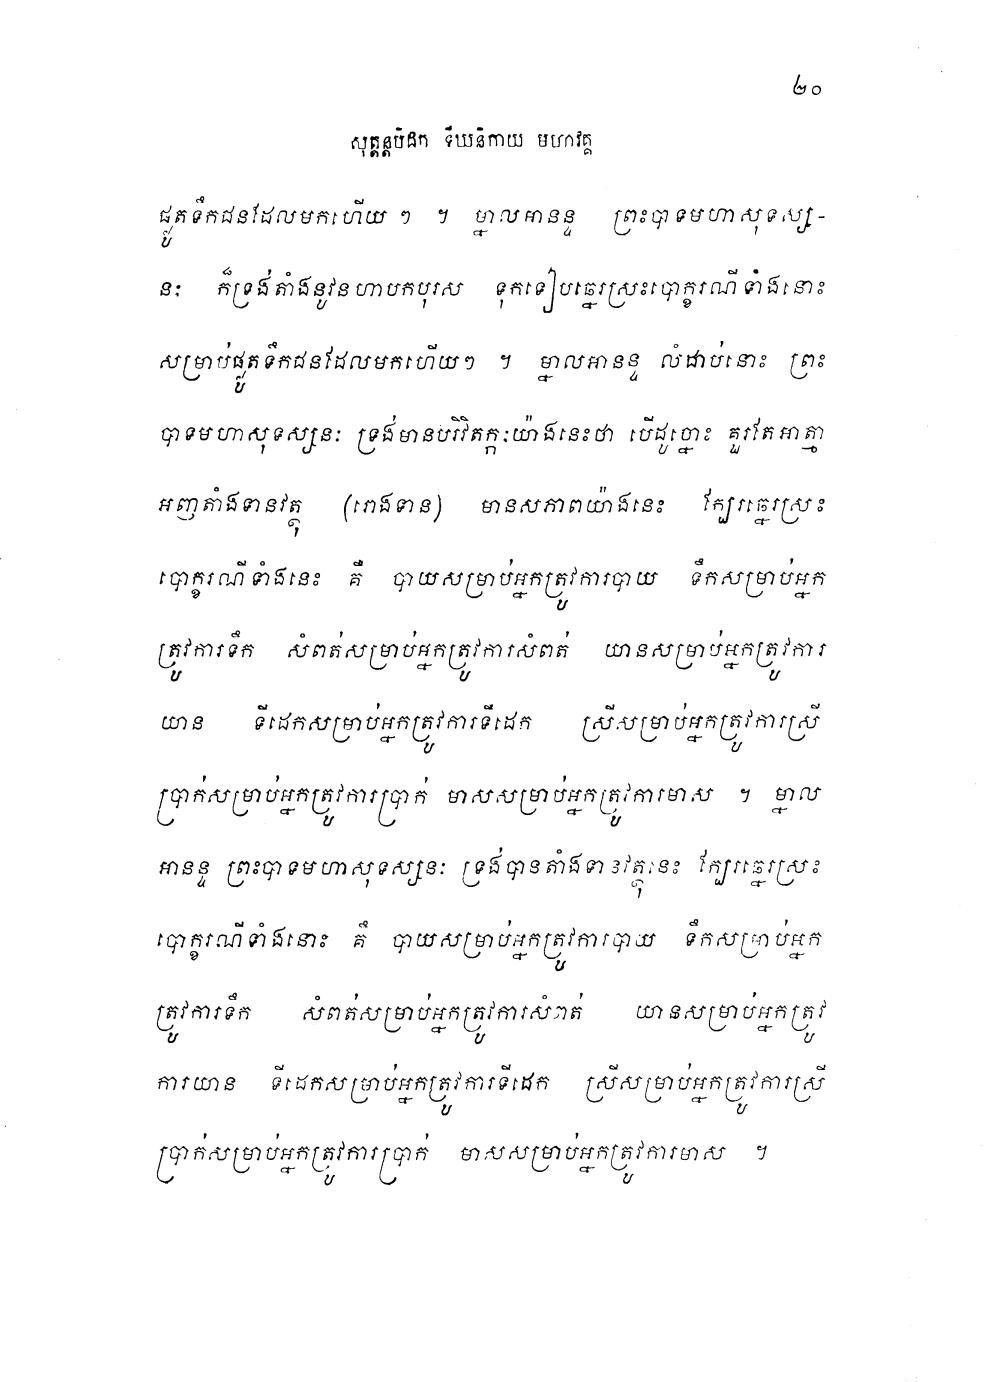 ២០
សុត្តន្តបិដក ទីឃនិកាយ មហាវគ្គ
ផ្លូតទឹកជនដែលមកហើយ ៗ ។ ម្នាលអានន្ទ ព្រះបាទមហាសុទស្ស-
នៈ ក៏ទ្រង់តាំងនូវនហាបកបុរស ទុកទៀបឆ្នេរស្រះបោក្ខរណីទាំងនោះ
សម្រាប់ផ្លូតទឹកជនដែលមកហើយៗ ។ ម្នាលអានន្ទ លំដាប់នោះ ព្រះ
បាទមហាសុទស្សនៈ ទ្រង់មានបរិវិតក្កៈយ៉ាងនេះថា បើដូច្នោះ គួរតែអាត្មា
អញតាំងទានវត្ថុ (រោងទាន) មានសភាពយ៉ាងនេះ ក្បែរឆ្នេរស្រះ
បោក្ខរណីទាំងនេះ គឺ បាយសម្រាប់អ្នកត្រូវការបាយ ទឹកសម្រាប់អ្នក
ត្រូវការទឹក សំពត់សម្រាប់អ្នកត្រូវការសំពត់ យានសម្រាប់អ្នកត្រូវការ
យាន ទីដេកសម្រាប់អ្នកត្រូវការទីដេក ស្រីសម្រាប់អ្នកត្រូវការស្រី
ប្រាក់សម្រាប់អ្នកត្រូវការប្រាក់ មាសសម្រាប់អ្នកត្រូវការមាស ។ ម្នាល
អានន្ទ ព្រះបាទមហាសុទស្សនៈ ទ្រង់បានតាំងទានវត្ថុនេះ ក្បែរឆ្នេរស្រះ
បោក្ខរណីទាំងនោះ គឺ បាយសម្រាប់អ្នកត្រូវការបាយ ទឹកសម្រាប់អ្នក
ត្រូវការទឹក សំពត់សម្រាប់អ្នកត្រូវការសំពត់ យានសម្រាប់អ្នកត្រូវ
ការយាន ទីដេកសម្រាប់អ្នកត្រូវការទីដេក ស្រីសម្រាប់អ្នកត្រូវការស្រី
ប្រាក់សម្រាប់អ្នកត្រូវការប្រាក់ មាសសម្រាប់អ្នកត្រូវការមាស ។